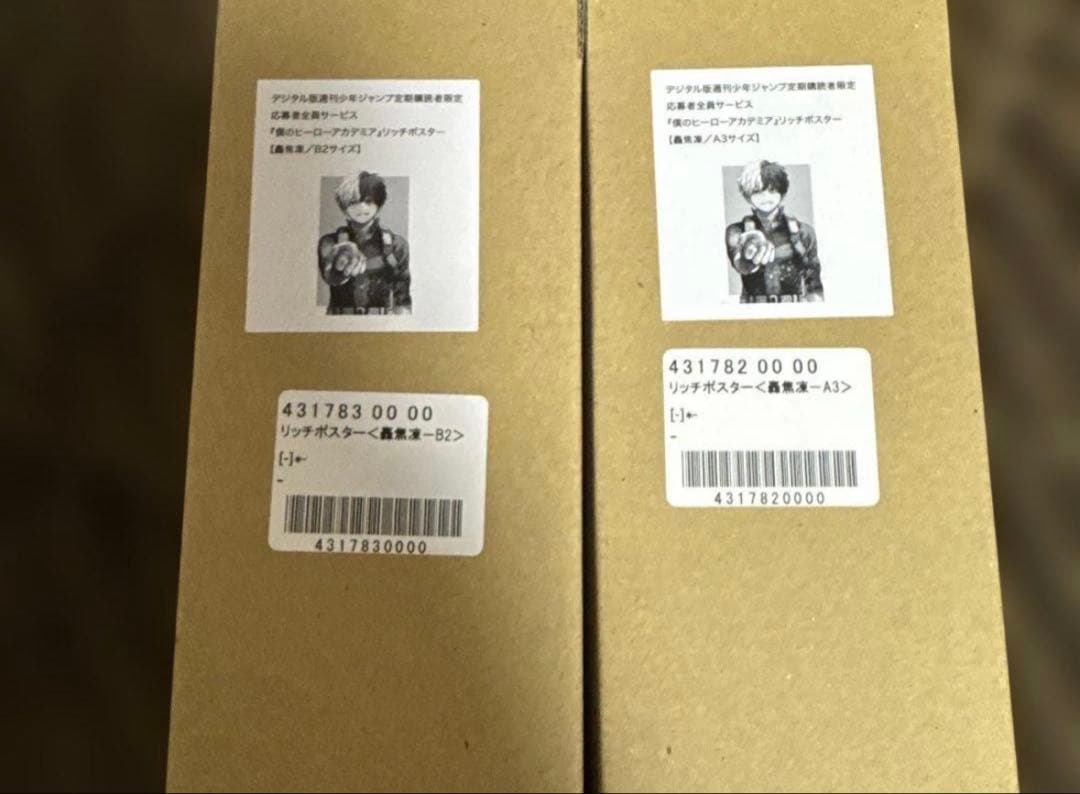 デジタル版週刊少年ジャンプ定期購読者限定
応募者全員サービス
『僕のヒーローアカデミア』リッチポスター
【轟焦凍／B2サイズ】
431783 00 00
リッチポスター＜轟焦凍－B2＞
[-]*-
-
4317830000
デジタル版週刊少年ジャンプ定期購読者限定
応募者全員サービス
『僕のヒーローアカデミア』リッチポスター
【轟焦凍／A3サイズ】
431782 00 00
リッチポスター＜轟焦凍－A3＞
[-]*-
-
4317820000